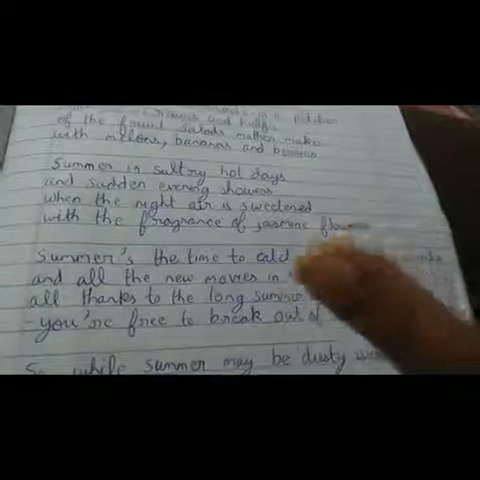 of the fruit salads mother makes
with melons, bananas and
Summer is sultry hot days
and sudden evening showers
when the night air is sweetened
with the fragrance of jasmine
Summer's the time to catch
and all the new movies in
all thanks to the long summer
-you're free to break out of
So while summer may be dusty